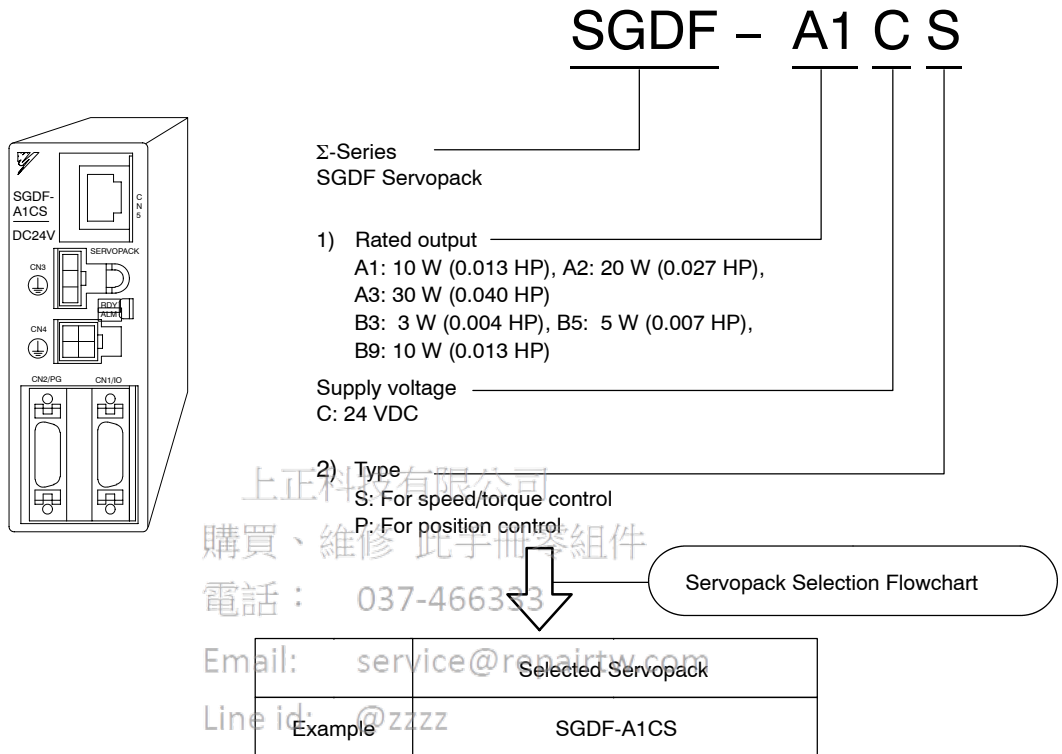 SGDF – A1 C S
SGDF-
A1CS
DC24V
C
N
5
SERVOPACK
CN3
RDY
ALM
CN4
CN2/PG CN1/IO
Σ-Series
SGDF Servopack
1) Rated output
A1: 10 W (0.013 HP), A2: 20 W (0.027 HP),
A3: 30 W (0.040 HP)
B3: 3 W (0.004 HP), B5: 5 W (0.007 HP),
B9: 10 W (0.013 HP)
Supply voltage
C: 24 VDC
2) Type
S: For speed/torque control
P: For position control
上正科技有限公司
購買、維修 此手冊零組件
電話： 037-466333
Email: service@repairtw.com
Line id: @zzzz
Servopack Selection Flowchart
Selected Servopack
Example SGDF-A1CS